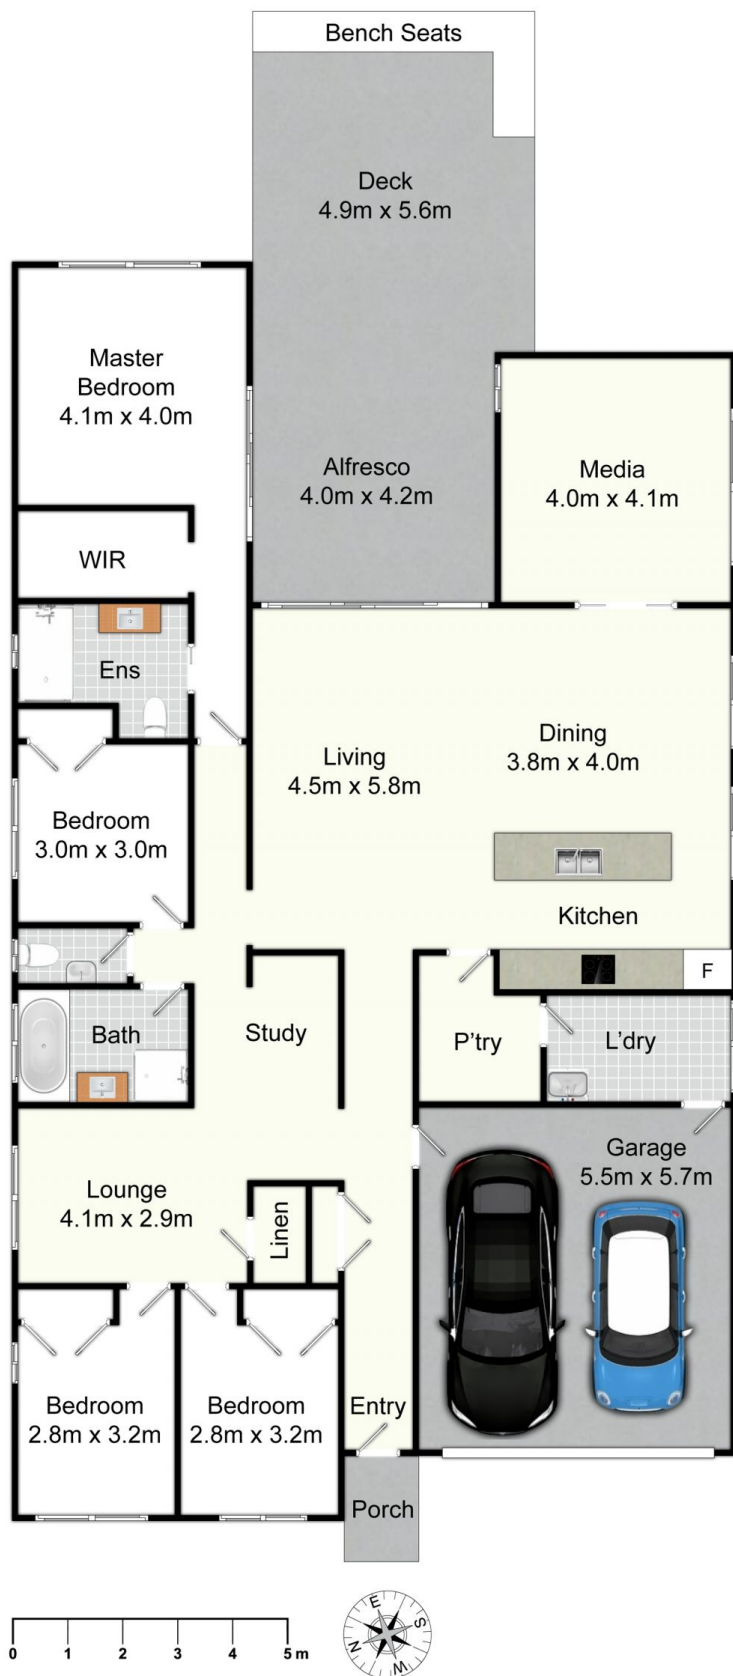 Bench Seats
Deck
4.9m x 5.6m
Master
Bedroom
4.1m x 4.0m
Alfresco
4.0m x 4.2m
Media
4.0m x 4.1m
WIR
Ens
Living
4.5m x 5.8m
Dining
3.8m x 4.0m
Bedroom
3.0m x 3.0m
Kitchen
F
Bath
Study
P'try
L'dry
Garage
5.5m x 5.7m
Lounge
4.1m x 2.9m
Linen
Bedroom
2.8m x 3.2m
Bedroom
2.8m x 3.2m
Entry
Porch
0 1 2 3 4 5 m
E
S
N
W